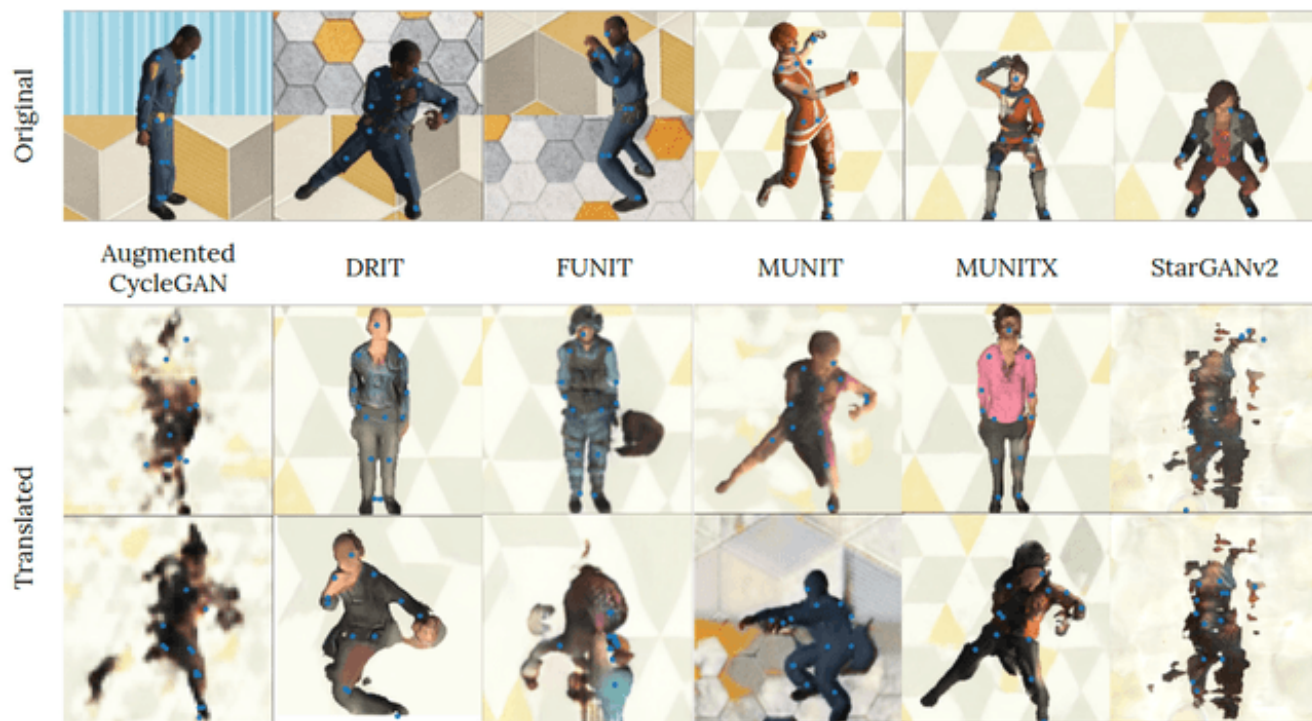 Original
Augmented
CycleGAN
DRIT
FUNIT
MUNIT
MUNITX
StarGANv2
Translated